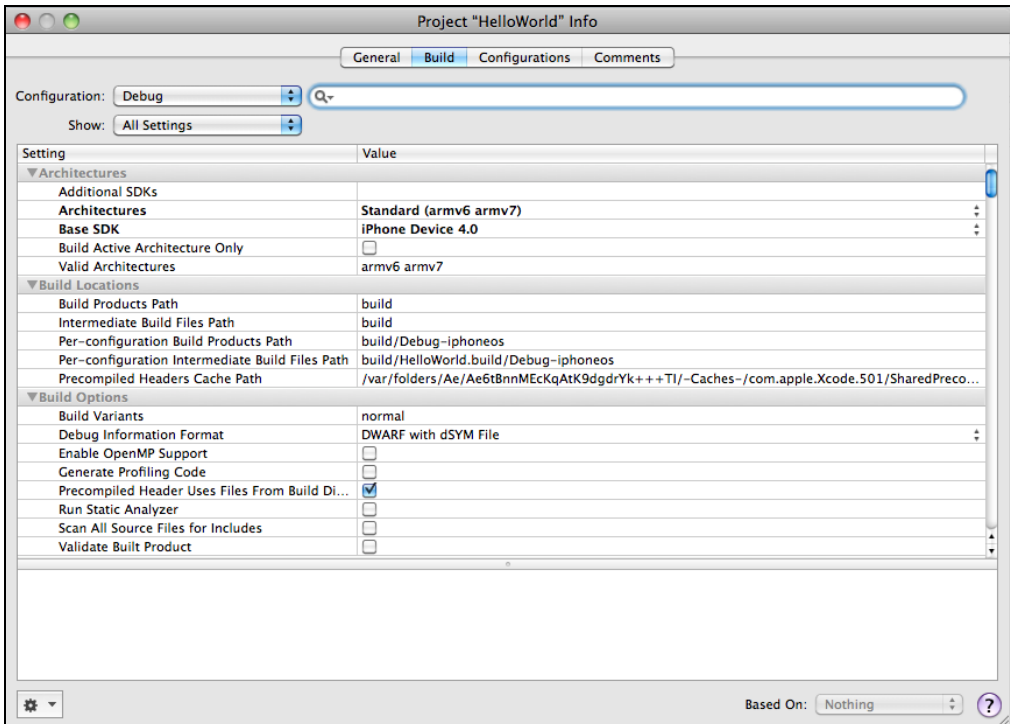 Project “HelloWorld” Info
General Build Configurations Comments
Configuration: Debug
Show: All Settings
Setting Value
Architectures
Additional SDKs
Architectures Standard (armv6 armv7)
Base SDK iPhone Device 4.0
Build Active Architecture Only
Valid Architectures armv6 armv7
Build Locations
Build Products Path build
Intermediate Build Files Path build
Per-configuration Build Products Path build/Debug-iphoneos
Per-configuration Intermediate Build Files Path build/HelloWorld.build/Debug-iphoneos
Precompiled Headers Cache Path /var/folders/Ae/Ae6tBnnMEcKqAtK9dgdrYk+++TI/-Caches-/com.apple.Xcode.501/SharedPreco...
Build Options
Build Variants normal
Debug Information Format DWARF with dSYM File
Enable OpenMP Support
Generate Profiling Code
Precompiled Header Uses Files From Build Di...
Run Static Analyzer
Scan All Source Files for Includes
Validate Built Product
Based On: Nothing ?